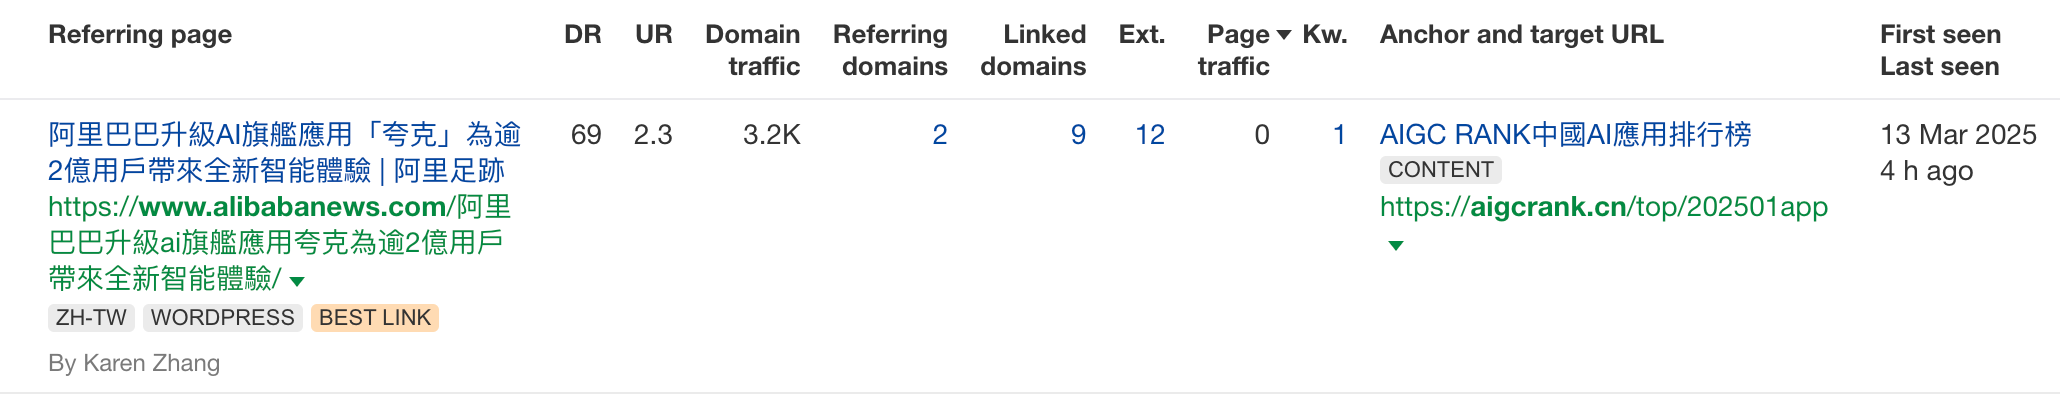 Referring page
DR
UR
Domain
traffic
Referring
domains
Linked
domains
Ext.
Page
traffic
Kw.
Anchor and target URL
First seen
Last seen
阿里巴巴升級AI旗艦應用「夸克」為逾
2億用戶帶來全新智能體驗 | 阿里足跡
https://www.alibabanews.com/阿里
巴巴升級ai旗艦應用夸克為逾2億用戶
帶來全新智能體驗/
ZH-TW
WORDPRESS
BEST LINK
By Karen Zhang
69
2.3
3.2K
2
9
12
0
1
AIGC RANK中國AI應用排行榜
CONTENT
https://aigcrank.cn/top/202501app
13 Mar 2025
4 h ago